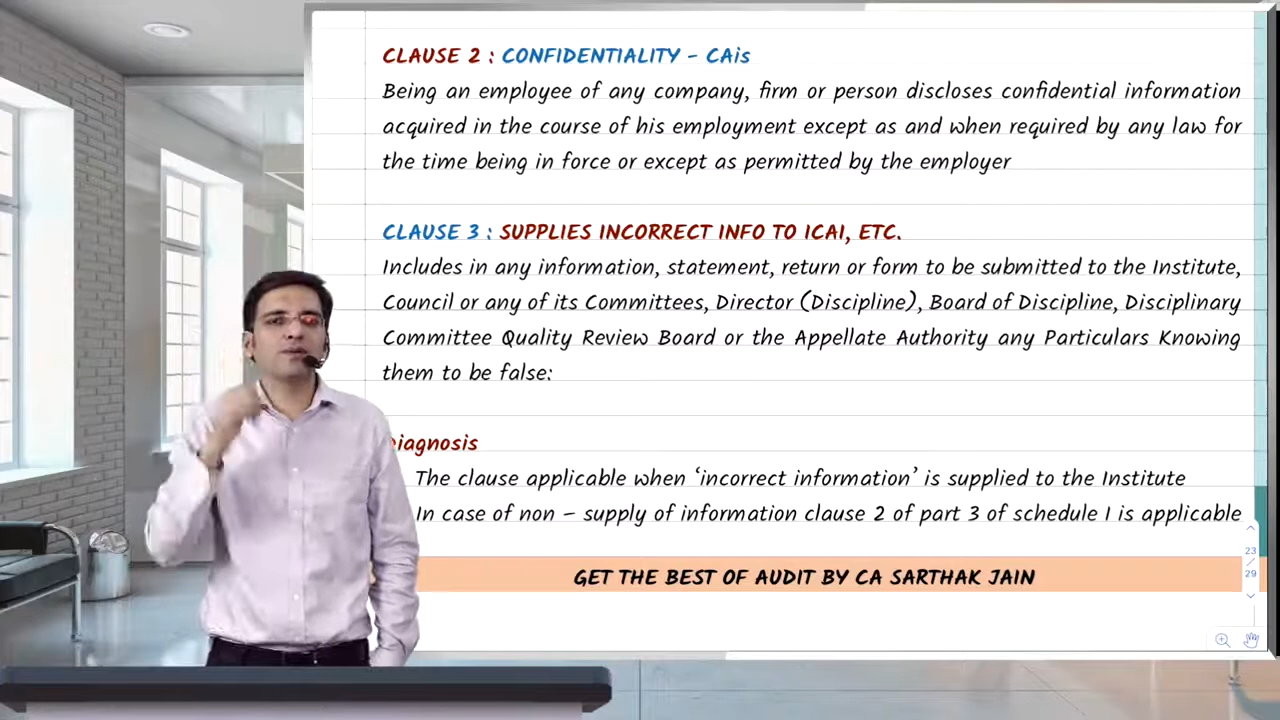 CLAUSE 2 : CONFIDENTIALITY - CAis
Being an employee of any company, firm or person discloses confidential information
acquired in the course of his employment except as and when required by any law for
the time being in force or except as permitted by the employer
CLAUSE 3 : SUPPLIES INCORRECT INFO TO ICAI, ETC.
Includes in any information, statement, return or form to be submitted to the Institute,
Council or any of its Committees, Director (Discipline), Board of Discipline, Disciplinary
Committee Quality Review Board or the Appellate Authority any Particulars Knowing
them to be false:
iagnosis
The clause applicable when ‘incorrect information’ is supplied to the Institute
In case of non – supply of information clause 2 of part 3 of schedule I is applicable
GET THE BEST OF AUDIT BY CA SARTHAK JAIN
23
/
29